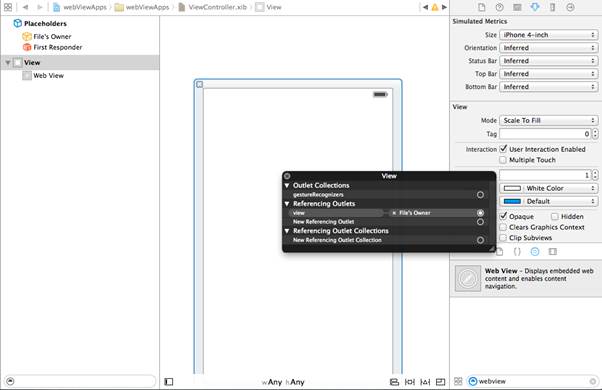 webViewApps
webViewApps
ViewController.xib
View
Placeholders
File's Owner
First Responder
View
Web View
View
Outlet Collections
gestureRecognizers
Referencing Outlets
view
File's Owner
New Referencing Outlet
Referencing Outlet Collections
New Referencing Outlet Collection
wAny hAny
Simulated Metrics
Size iPhone 4-inch
Orientation Inferred
Status Bar Inferred
Top Bar Inferred
Bottom Bar Inferred
View
Mode Scale To Fill
Tag 0
Interaction User Interaction Enabled
Multiple Touch
1
White Color
Default
Opaque Hidden
Clears Graphics Context
Clip Subviews
Web View - Displays embedded web
content and enables content
navigation.
webview